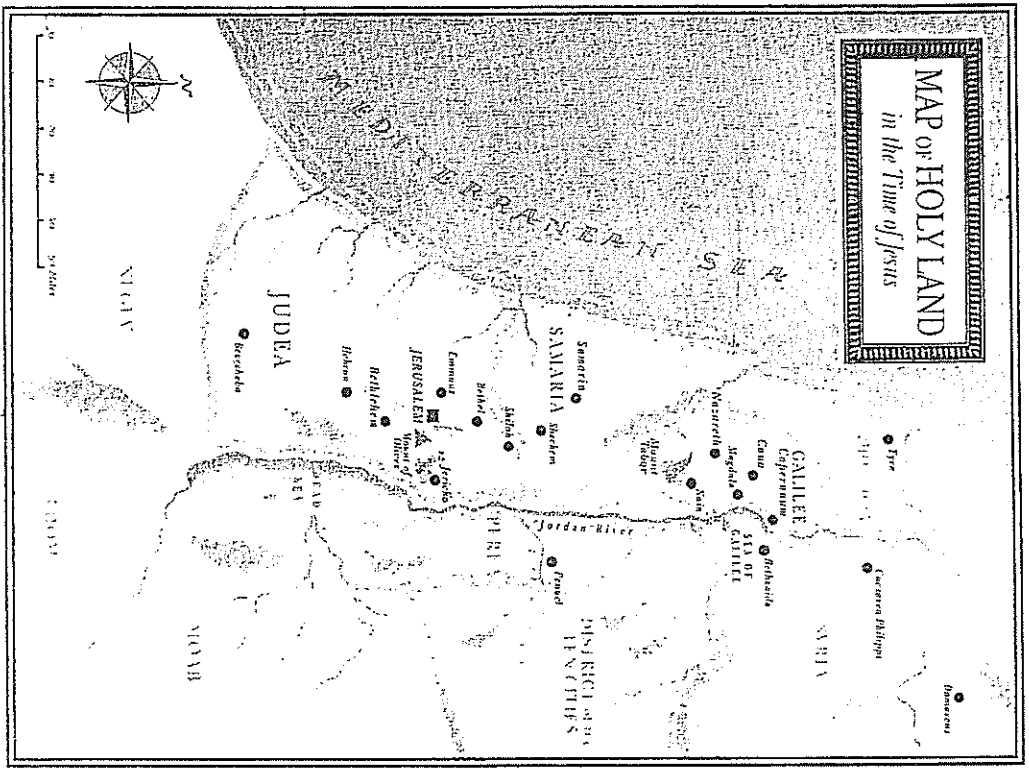 MAP OF HOLY LAND
in the Time of Jesus
MEDITERRANEAN SEA
N
Tyre
Damascus
Caesarea Philippi
SYRIA
GALILEE
Capernaum
Bethsaida
Cana
Magdala
SEA OF
GALILEE
Nazareth
Nain
Mount
Tabor
Samaria
SAMARIA
Shechem
Jordan River
Penuel
Shiloh
Bethel
Emmaus
JERUSALEM
Jericho
Mount of
Olives
Bethlehem
Hebron
DEAD
SEA
JUDEA
Beersheba
MOAB